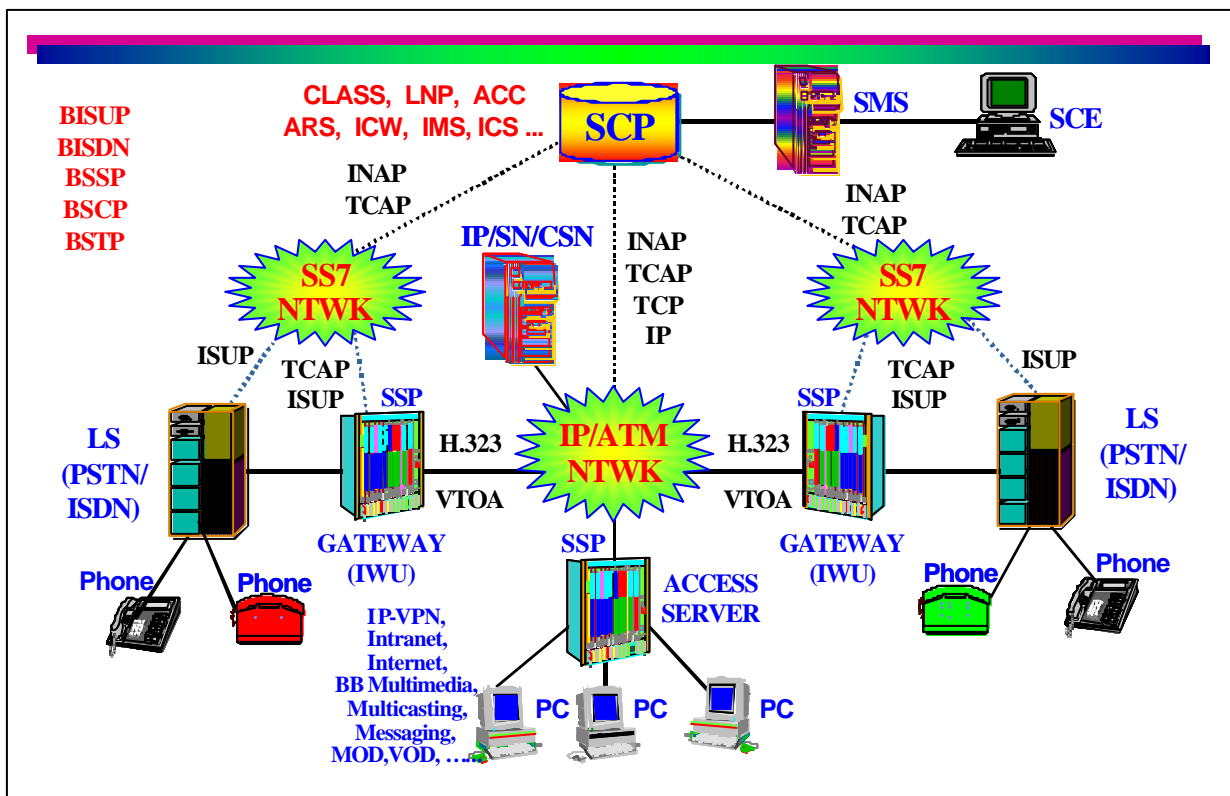 BISUP
BISDN
BSSP
BSCP
BSTP
CLASS, LNP, ACC
ARS, ICW, IMS, ICS ...
SCP
SMS
SCE
INAP
TCAP
IP/SN/CSN
INAP
TCAP
TCP
IP
INAP
TCAP
SS7
NTWK
SS7
NTWK
ISUP
TCAP
ISUP
SSP
SSP
TCAP
ISUP
ISUP
LS
(PSTN/
ISDN)
H.323
VTOA
IP/ATM
NTWK
H.323
VTOA
LS
(PSTN/
ISDN)
GATEWAY
(IWU)
SSP
GATEWAY
(IWU)
Phone
Phone
ACCESS
SERVER
Phone
Phone
IP-VPN,
Intranet,
Internet,
BB Multimedia,
Multicasting,
Messaging,
MOD,VOD, …...
PC
PC
PC